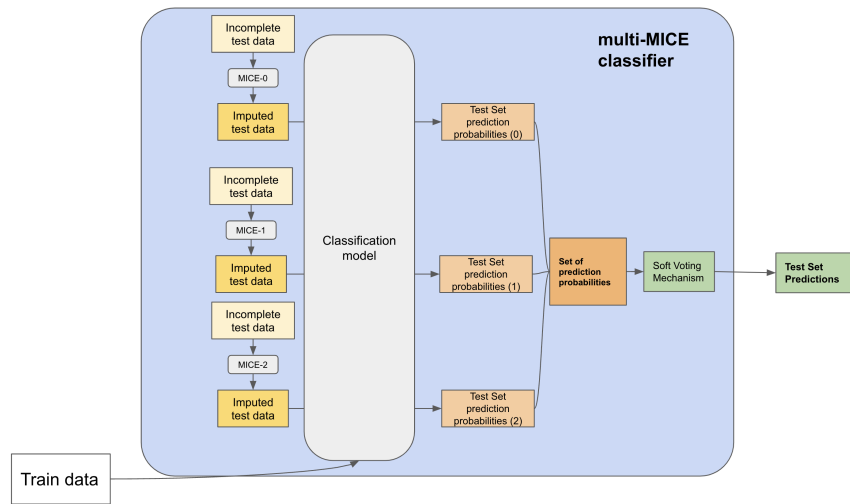 Incomplete
test data
MICE-0
Imputed
test data
Incomplete
test data
MICE-1
Imputed
test data
Incomplete
test data
MICE-2
Imputed
test data
Classification
model
Test Set
prediction
probabilities (0)
Test Set
prediction
probabilities (1)
Test Set
prediction
probabilities (2)
multi-MICE
classifier
Set of
prediction
probabilities
Soft Voting
Mechanism
Test Set
Predictions
Train data